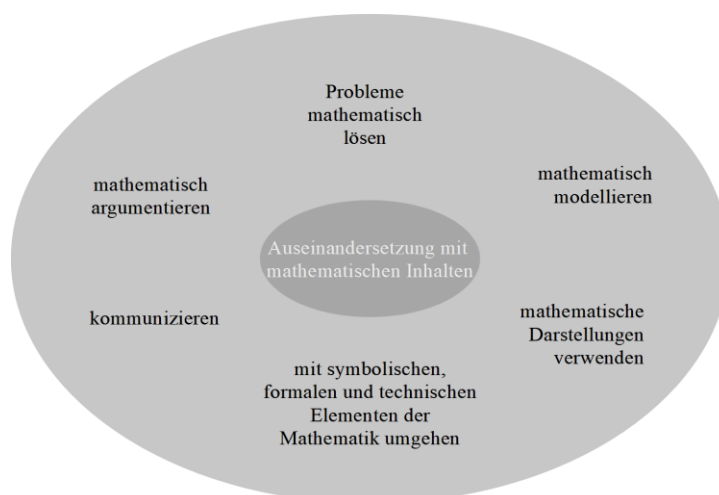 Probleme
mathematisch
lösen
mathematisch
argumentieren
mathematisch
modellieren
Auseinandersetzung mit
mathematischen Inhalten
kommunizieren
mathematische
Darstellungen
verwenden
mit symbolischen,
formalen und technischen
Elementen der
Mathematik umgehen